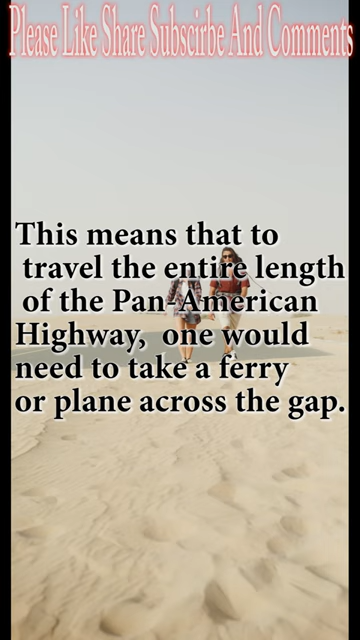 Please Like Share Subscirbe And Comments
This means that to
travel the entire length
of the Pan-American
Highway, one would
need to take a ferry
or plane across the gap.